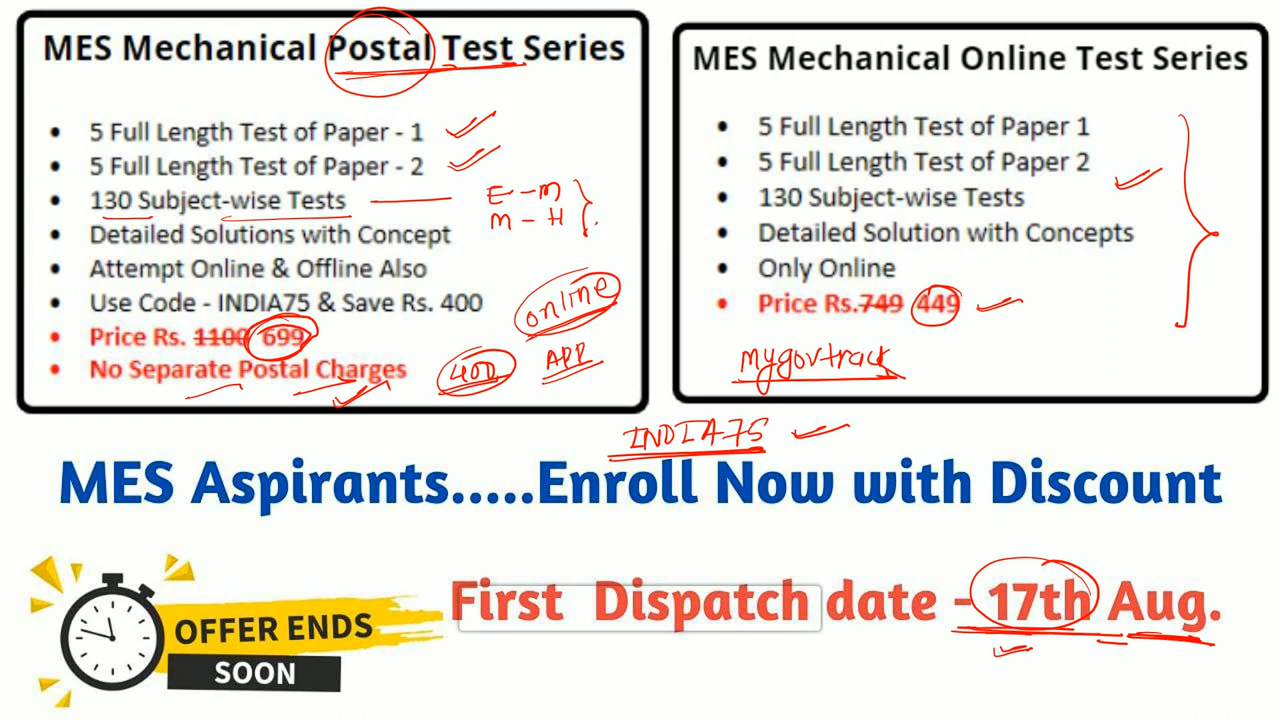 MES Mechanical Postal Test Series
• 5 Full Length Test of Paper - 1
• 5 Full Length Test of Paper - 2
• 130 Subject-wise Tests
E - M
M - H
• Detailed Solutions with Concept
• Attempt Online & Offline Also
• Use Code - INDIA75 & Save Rs. 400
online
• Price Rs. 1100 699
• No Separate Postal Charges
400
APP
MES Mechanical Online Test Series
• 5 Full Length Test of Paper 1
• 5 Full Length Test of Paper 2
• 130 Subject-wise Tests
• Detailed Solution with Concepts
• Only Online
• Price Rs.749 449
mygovtrack
INDIA75
MES Aspirants.....Enroll Now with Discount
OFFER ENDS
SOON
First Dispatch date - 17th Aug.